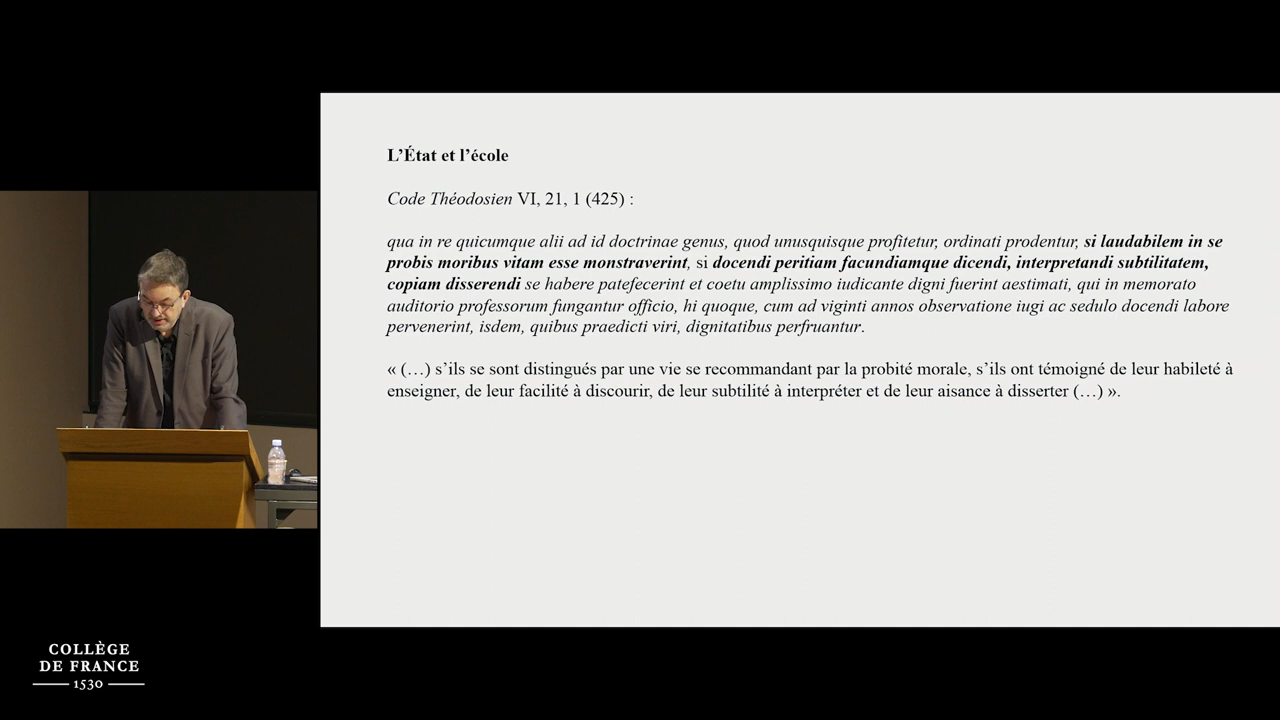 L’État et l’école
Code Théodosien VI, 21, 1 (425) :
qua in re quicumque alii ad id doctrinae genus, quod unusquisque profitetur, ordinati prodentur, si laudabilem in se
probis moribus vitam esse monstraverint, si docendi peritiam facundiamque dicendi, interpretandi subtilitatem,
copiam disserendi se habere patefecerint et coetu amplissimo iudicante digni fuerint aestimati, qui in memorato
auditorio professorum fungantur officio, hi quoque, cum ad viginti annos observatione iugi ac sedulo docendi labore
pervenerint, isdem, quibus praedicti viri, dignitatibus perfruantur.
« (…) s’ils se sont distingués par une vie se recommandant par la probité morale, s’ils ont témoigné de leur habileté à
enseigner, de leur facilité à discourir, de leur subtilité à interpréter et de leur aisance à disserter (…) ».
COLLÈGE
DE FRANCE
1530